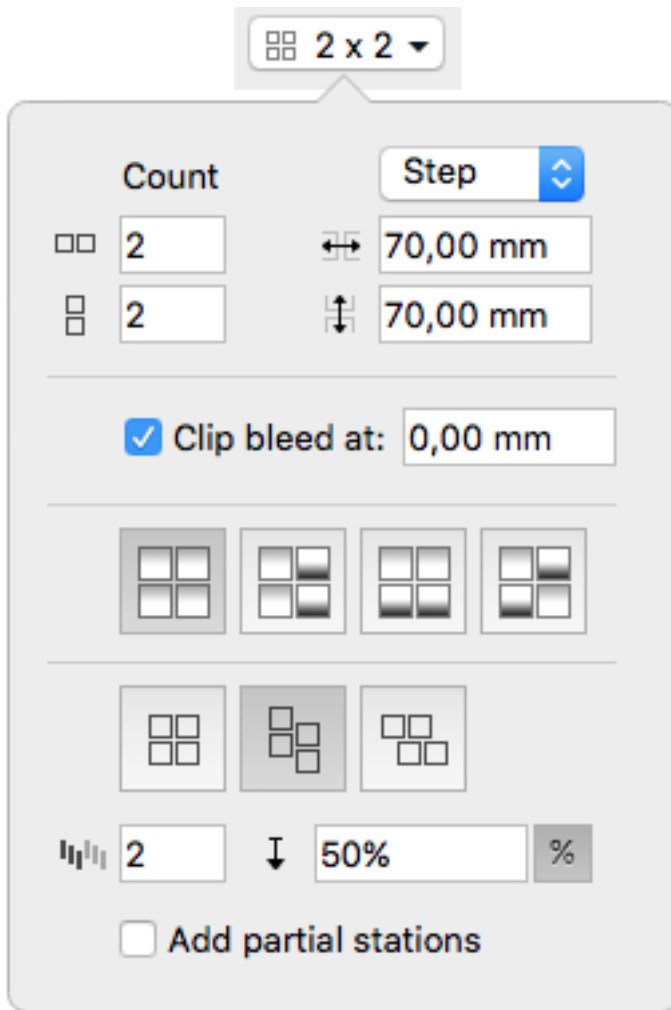 2 x 2
Count Step
2 70,00 mm
2 70,00 mm
Clip bleed at: 0,00 mm
2 50% %
Add partial stations